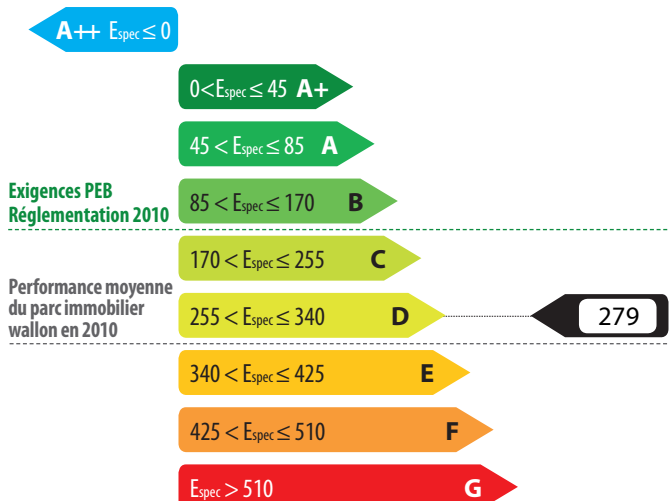 A++ Espec ≤ 0
0 < Espec ≤ 45 A+
45 < Espec ≤ 85 A
Exigences PEB
Réglementation 2010
85 < Espec ≤ 170 B
170 < Espec ≤ 255 C
Performance moyenne
du parc immobilier
wallon en 2010
255 < Espec ≤ 340 D
279
340 < Espec ≤ 425 E
425 < Espec ≤ 510 F
Espec > 510 G